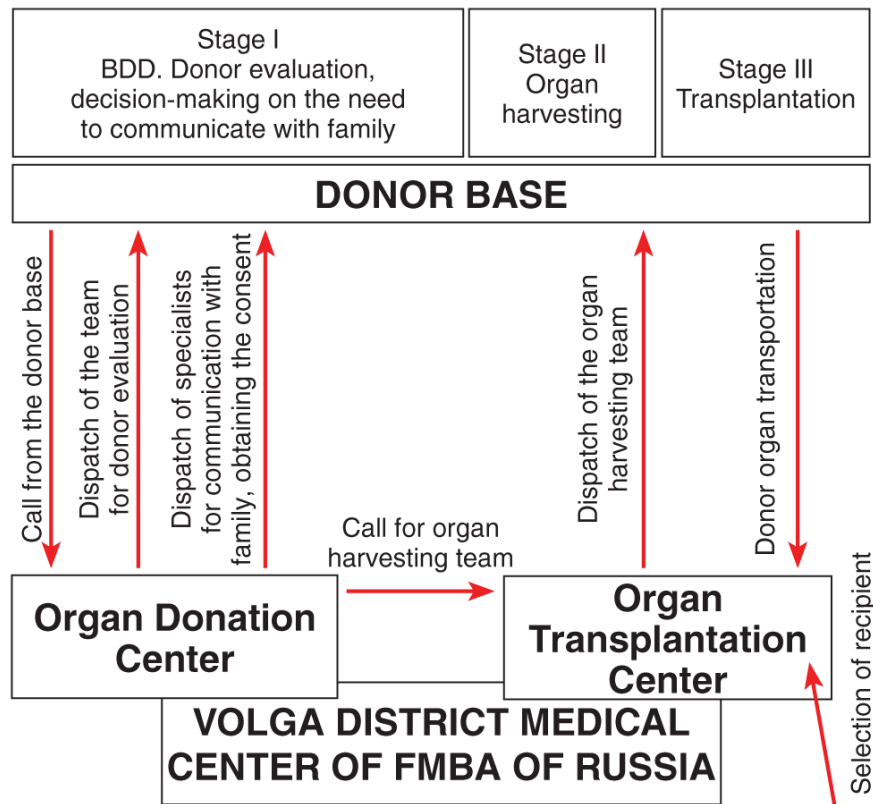 Stage I
BDD. Donor evaluation,
decision-making on the need
to communicate with family
Stage II
Organ
harvesting
Stage III
Transplantation
DONOR BASE
Call from the donor base
Dispatch of the team
for donor evaluation
Dispatch of specialists
for communication with
family, obtaining the consent
Call for organ
harvesting team
Dispatch of the organ
harvesting team
Donor organ transportation
Organ Donation
Center
Organ
Transplantation
Center
Selection of recipient
VOLGA DISTRICT MEDICAL
CENTER OF FMBA OF RUSSIA